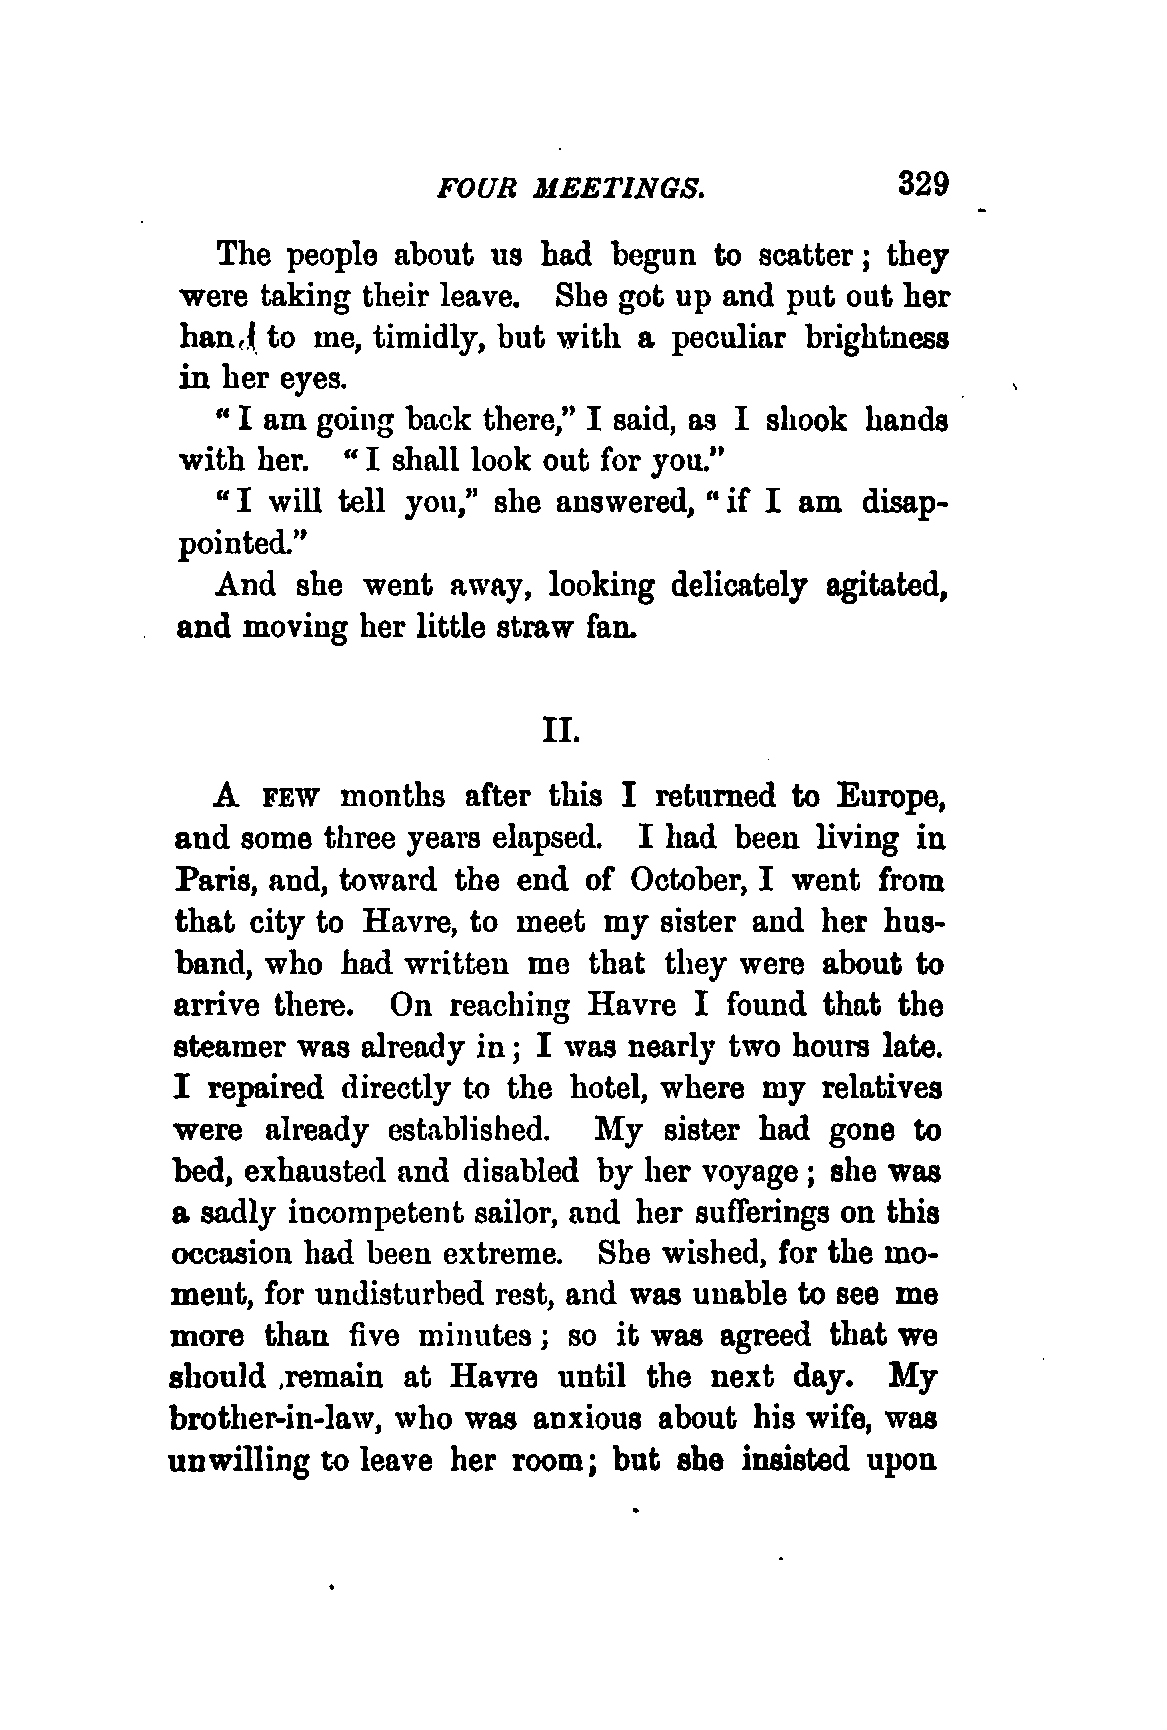 FOUR MEETINGS. 329
The people about us had begun to scatter; they
were taking their leave. She got up and put out her
hand to me, timidly, but with a peculiar brightness
in her eyes.
“I am going back there,” I said, as I shook hands
with her. “I shall look out for you.”
“I will tell you,” she answered, “if I am disap-
pointed.”
And she went away, looking delicately agitated,
and moving her little straw fan.
II.
A FEW months after this I returned to Europe,
and some three years elapsed. I had been living in
Paris, and, toward the end of October, I went from
that city to Havre, to meet my sister and her hus-
band, who had written me that they were about to
arrive there. On reaching Havre I found that the
steamer was already in; I was nearly two hours late.
I repaired directly to the hotel, where my relatives
were already established. My sister had gone to
bed, exhausted and disabled by her voyage; she was
a sadly incompetent sailor, and her sufferings on this
occasion had been extreme. She wished, for the mo-
ment, for undisturbed rest, and was unable to see me
more than five minutes; so it was agreed that we
should remain at Havre until the next day. My
brother-in-law, who was anxious about his wife, was
unwilling to leave her room; but she insisted upon